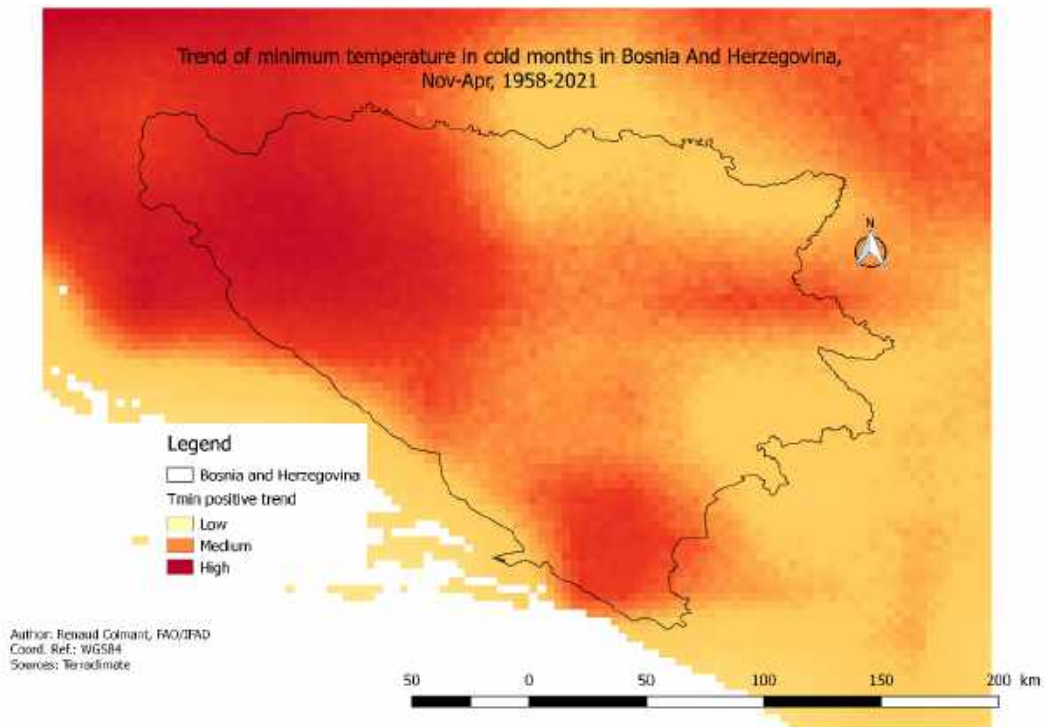 Trend of minimum temperature in cold months in Bosnia And Herzegovina,
Nov-Apr, 1958-2021
N
Legend
Bosnia and Herzegovina
Tmin positive trend
Low
Medium
High
Author: Renaud Colmant, FAO/IFAD
Coord. Ref.: WGS84
Sources: Terraclimate
50 0 50 100 150 200 km